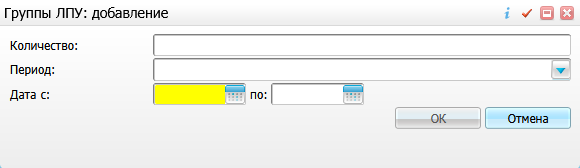 Группы ЛПУ: добавление
Количество:
Период:
Дата с: по:
ОК Отмена